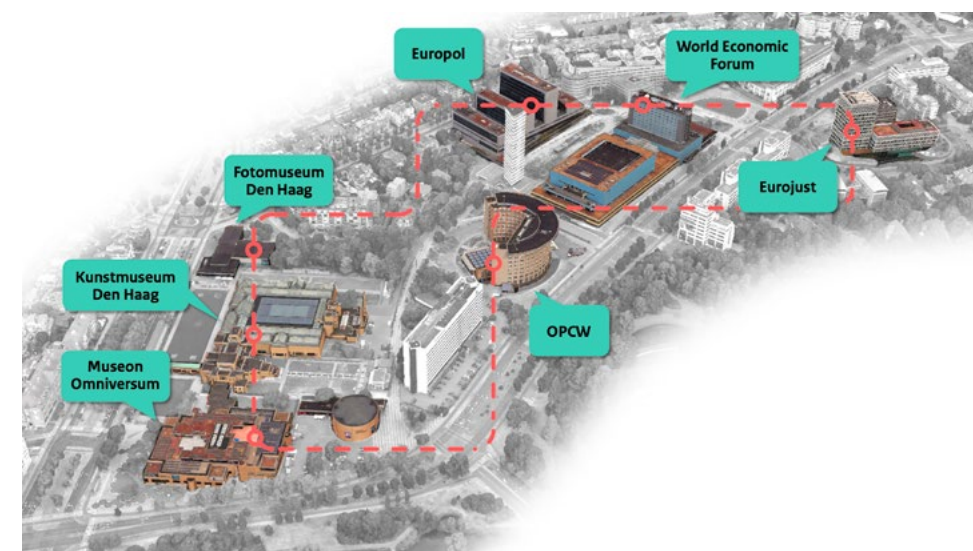 Europol
World Economic
Forum
Fotomuseum
Den Haag
Eurojust
Kunstmuseum
Den Haag
OPCW
Museon
Omniversum